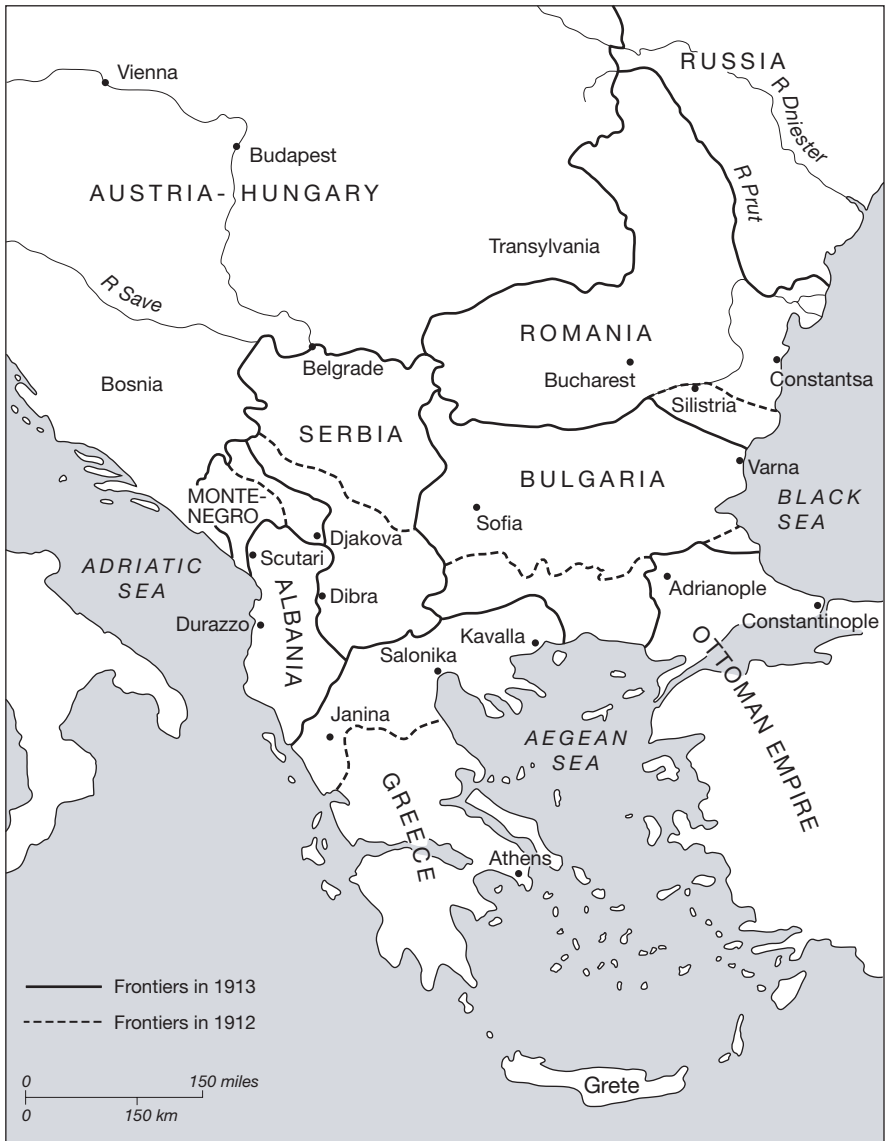 RUSSIA
Vienna
R Dniester
Budapest
AUSTRIA-HUNGARY
R Prut
Transylvania
R Save
ROMANIA
Belgrade
Bucharest
Constantsa
Bosnia
Silistria
SERBIA
BULGARIA
Varna
MONTE-
NEGRO
BLACK
SEA
Sofia
Djakova
Scutari
ADRIATIC
SEA
ALBANIA
Adrianople
Dibra
Durazzo
Constantinople
Kavalla
Salonika
OTTOMAN EMPIRE
Janina
AEGEAN
SEA
GREECE
Athens
Frontiers in 1913
Frontiers in 1912
0 150 miles
0 150 km
Grete